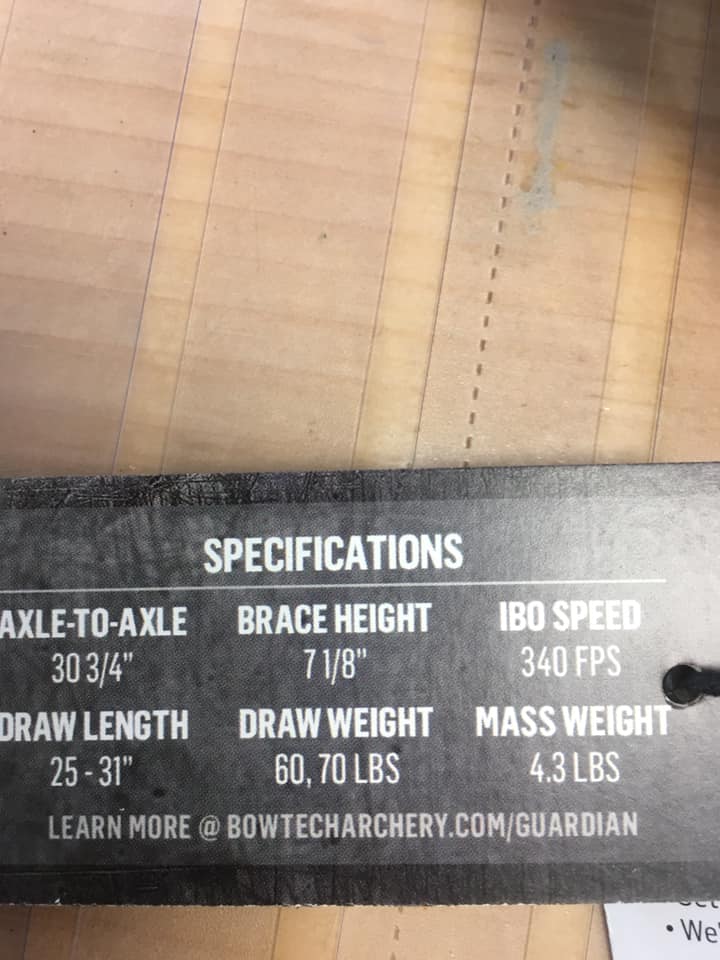 SPECIFICATIONS
AXLE-TO-AXLE BRACE HEIGHT IBO SPEED
30 3/4" 7 1/8" 340 FPS
DRAW LENGTH DRAW WEIGHT MASS WEIGHT
25 - 31" 60, 70 LBS 4.3 LBS
LEARN MORE @ BOWTECHARCHERY.COM/GUARDIAN